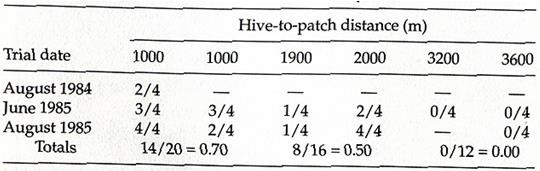 Hive-to-patch distance (m)
Trial date 1000 1000 1900 2000 3200 3600
August 1984 2/4 — — — — —
June 1985 3/4 3/4 1/4 2/4 0/4 0/4
August 1985 4/4 2/4 1/4 4/4 — 0/4
Totals 14/20 = 0.70 8/16 = 0.50 0/12 = 0.00